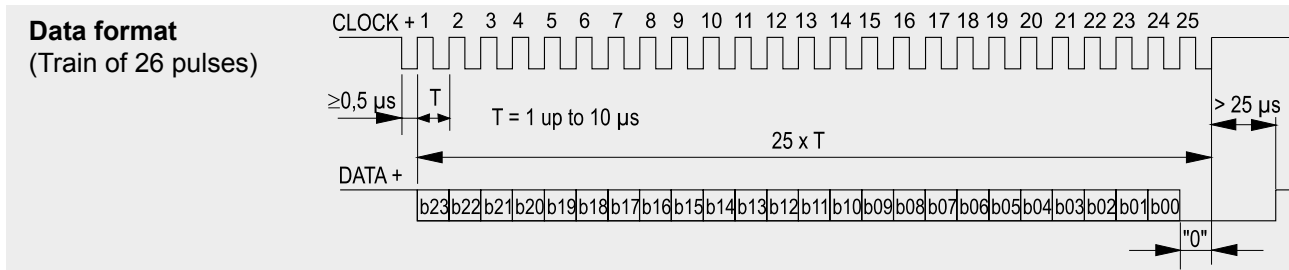 Data format
(Train of 26 pulses)
CLOCK + 1 2 3 4 5 6 7 8 9 10 11 12 13 14 15 16 17 18 19 20 21 22 23 24 25
≥0,5 µs T T = 1 up to 10 µs > 25 µs
25 x T
DATA +
b23 b22 b21 b20 b19 b18 b17 b16 b15 b14 b13 b12 b11 b10 b09 b08 b07 b06 b05 b04 b03 b02 b01 b00
"0"